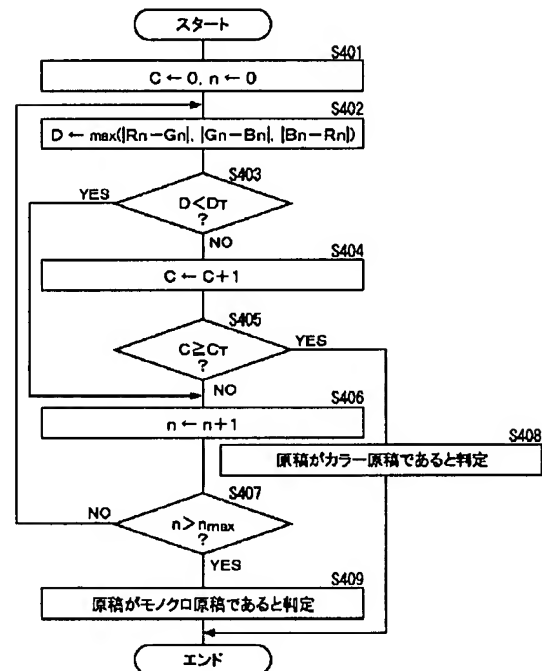 スタート
S401
C ← 0, n ← 0
S402
D ← max(|Rn−Gn|, |Gn−Bn|, |Bn−Rn|)
S403
YES
D<DT
?
NO
S404
C ← C+1
S405
C≧CT
?
YES
NO
S406
n ← n+1
S408
原稿がカラー原稿であると判定
S407
NO
n>nmax
?
YES
S409
原稿がモノクロ原稿であると判定
エンド